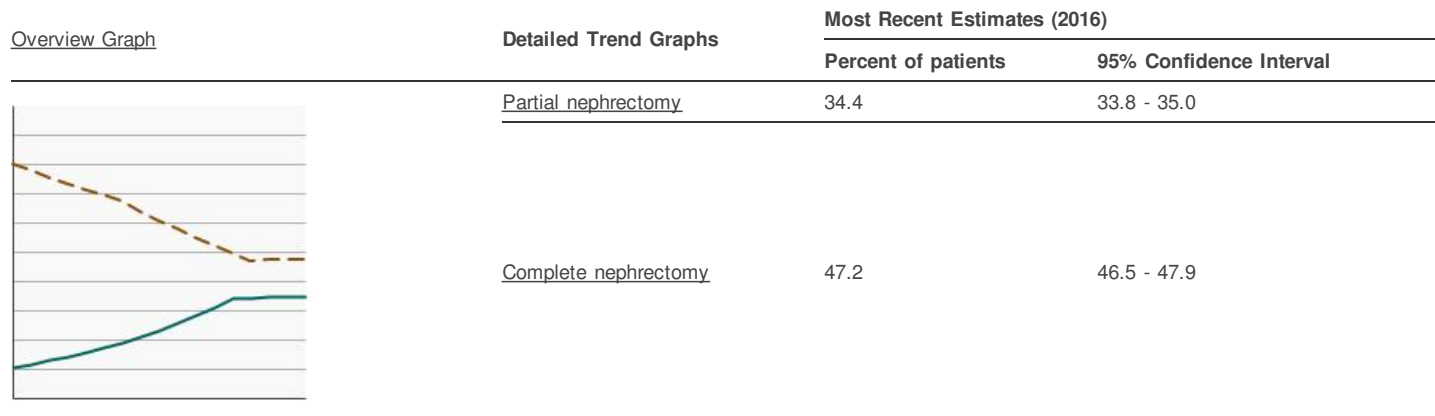 Overview Graph Detailed Trend Graphs Most Recent Estimates (2016)
Percent of patients 95% Confidence Interval
Partial nephrectomy 34.4 33.8 - 35.0
Complete nephrectomy 47.2 46.5 - 47.9